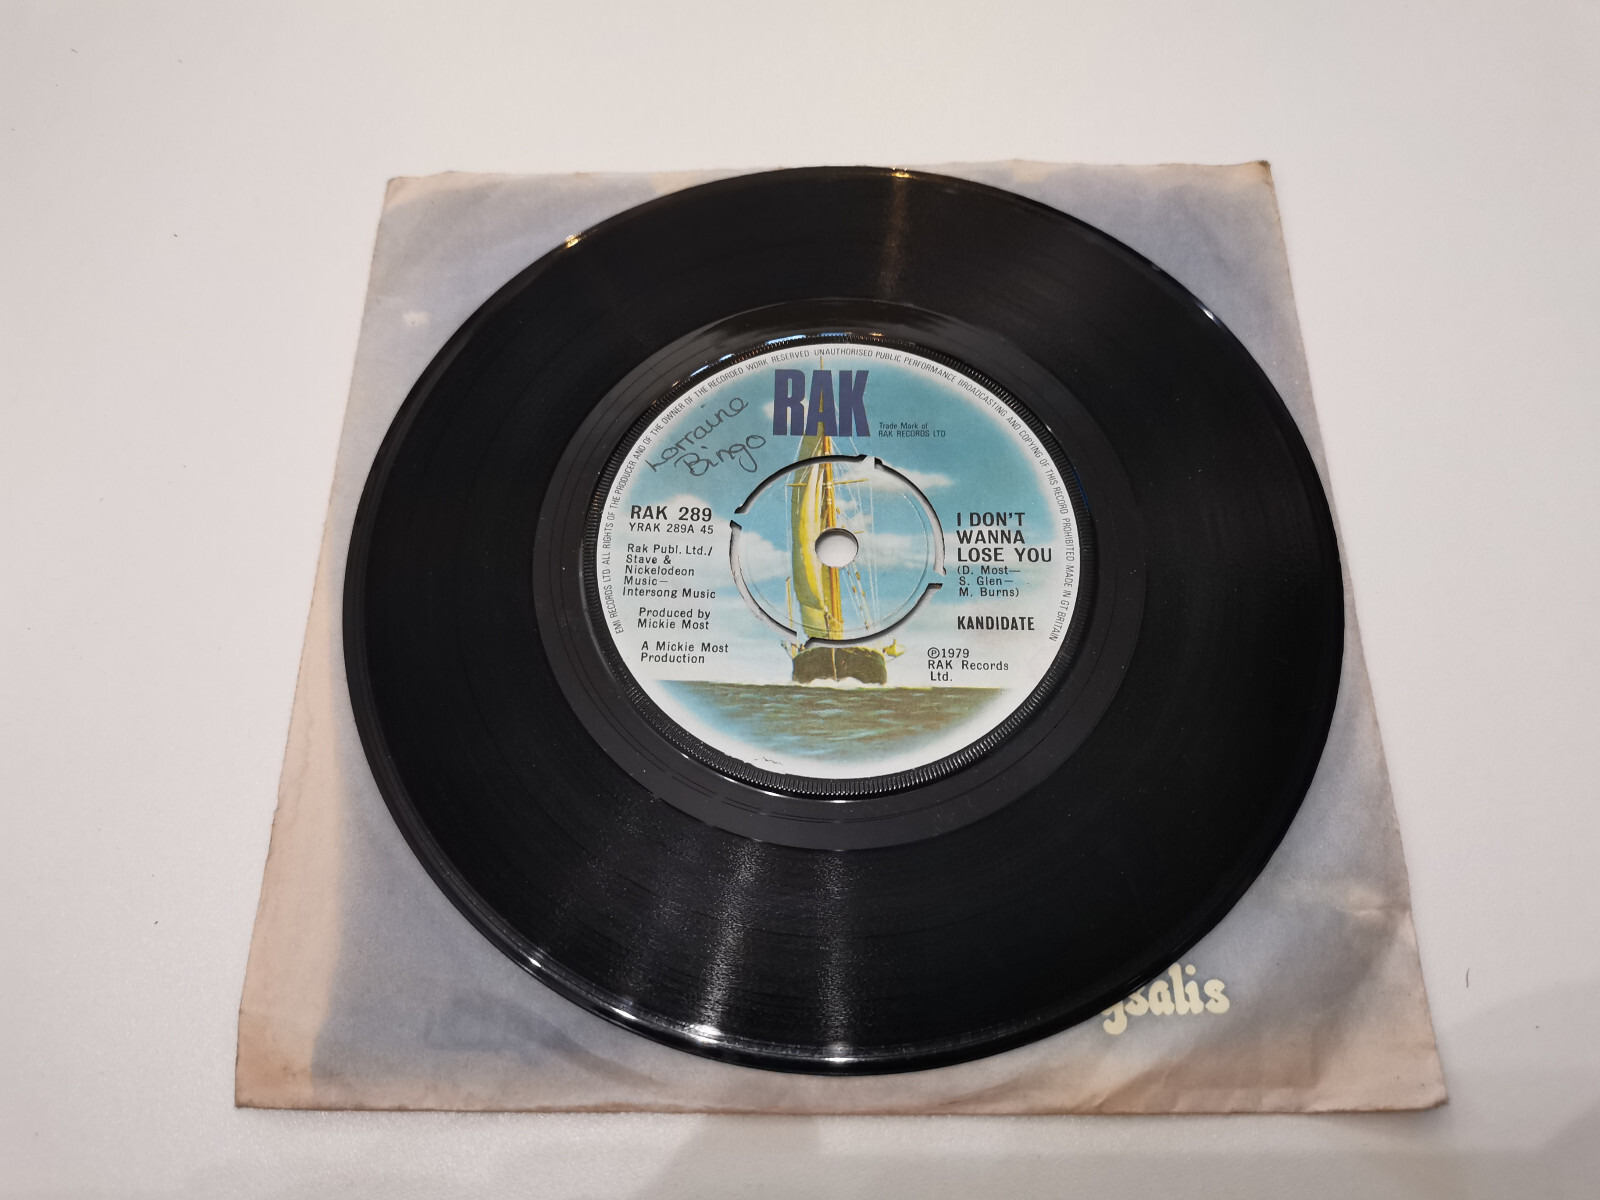 EMI RECORDS LTD ALL RIGHTS OF THE PRODUCER AND OF THE OWNER OF THE RECORDED WORK RESERVED UNAUTHORISED PUBLIC PERFORMANCE BROADCASTING AND COPYING OF THIS RECORD PROHIBITED MADE IN GT BRITAIN
RAK
Trade Mark of
RAK RECORDS LTD
Lorraine
Bingo
RAK 289
YRAK 289A 45
Rak Publ. Ltd./
Stave &
Nickelodeon
Music—
Intersong Music
Produced by
Mickie Most
A Mickie Most
Production
I DON'T
WANNA
LOSE YOU
(D. Most—
S. Glen—
M. Burns)
KANDIDATE
℗1979
RAK Records
Ltd.
ysalis